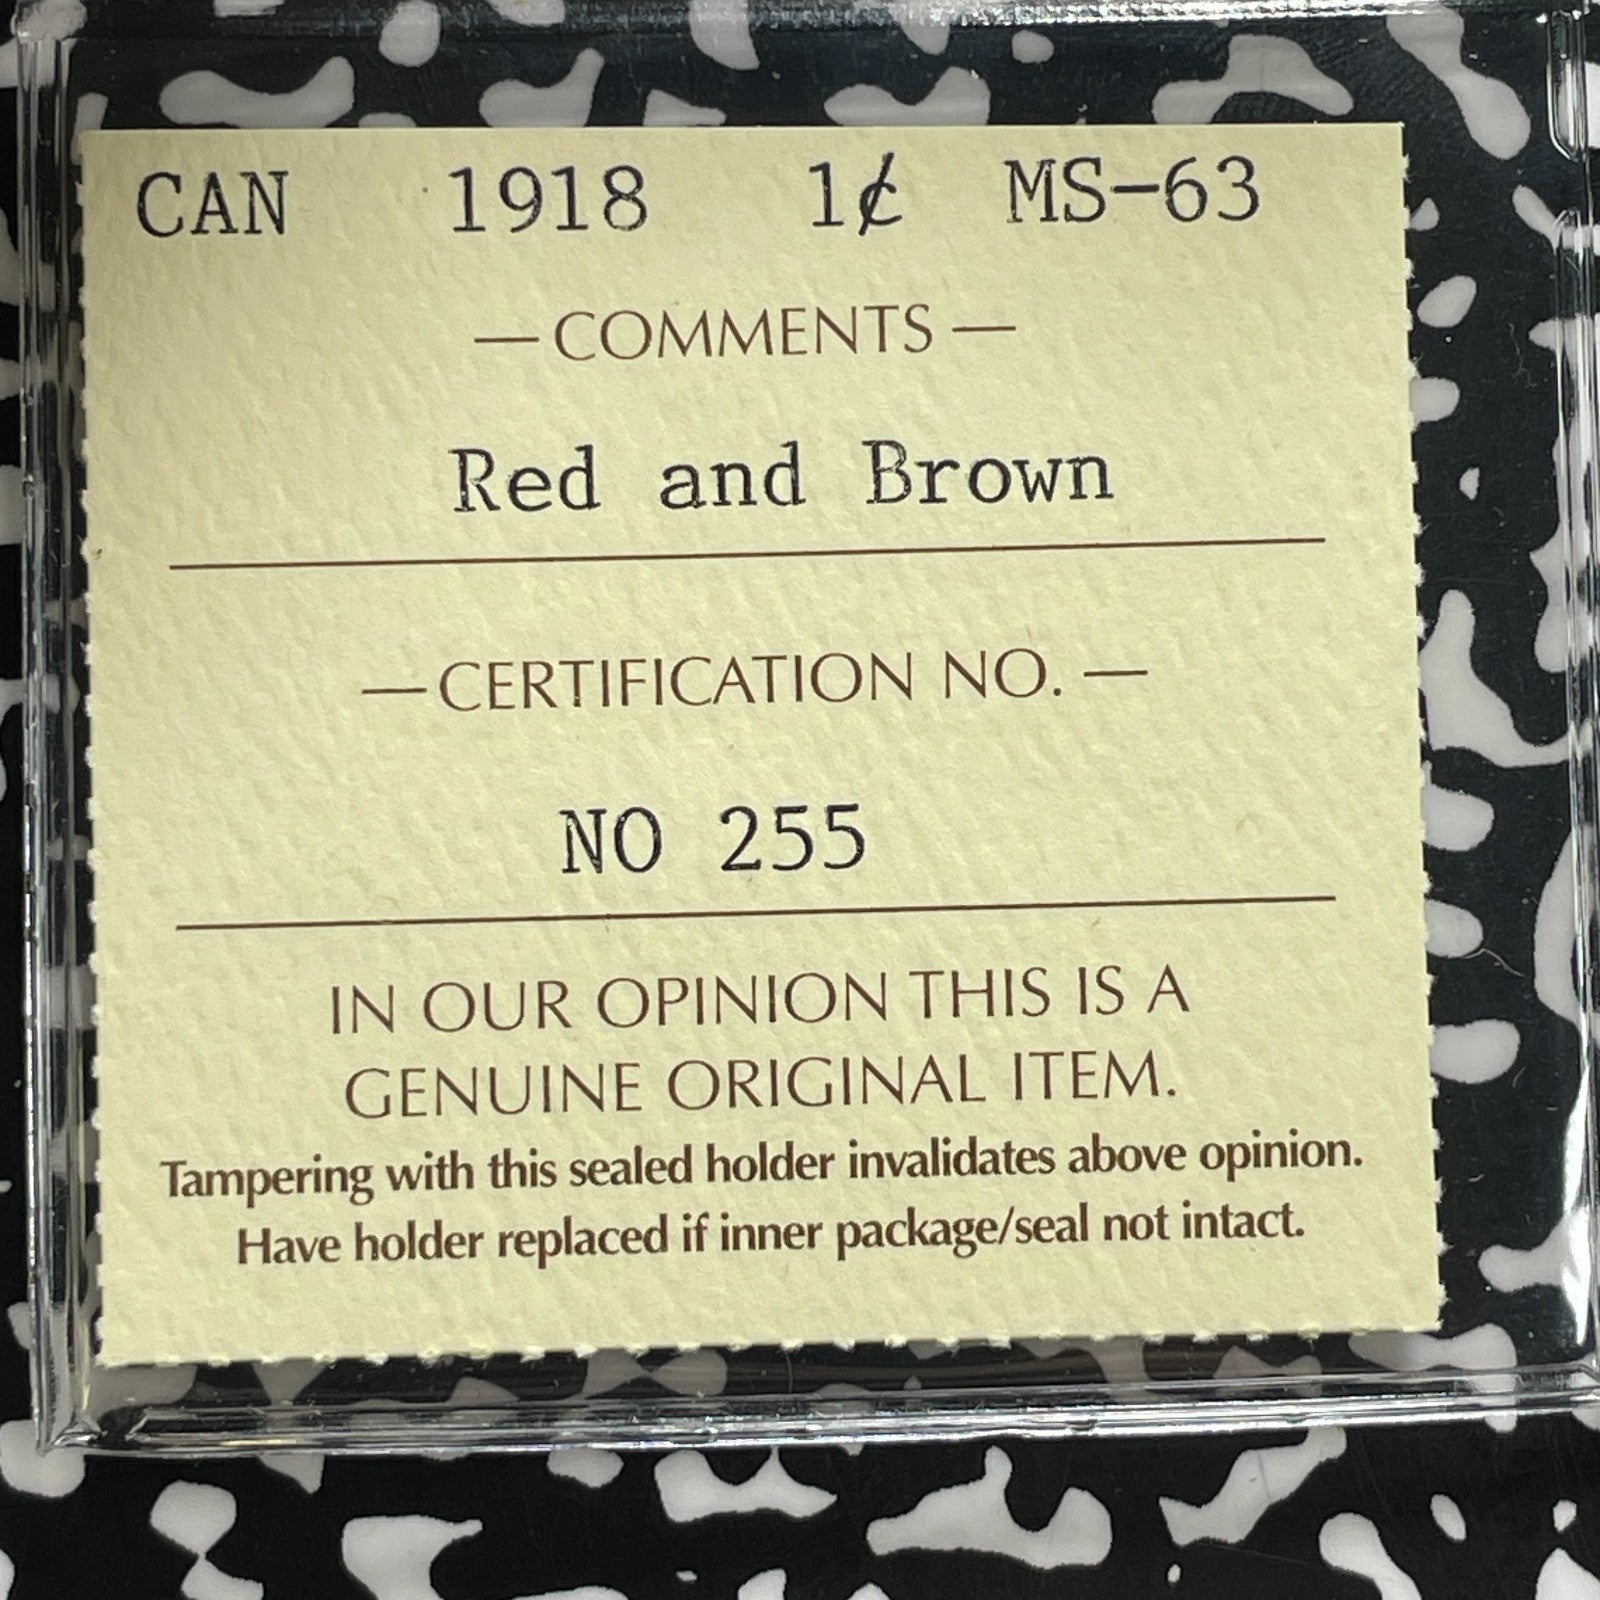 CAN 1918 1¢ MS-63
— COMMENTS —
Red and Brown
— CERTIFICATION NO. —
NO 255
IN OUR OPINION THIS IS A
GENUINE ORIGINAL ITEM.
Tampering with this sealed holder invalidates above opinion.
Have holder replaced if inner package/seal not intact.